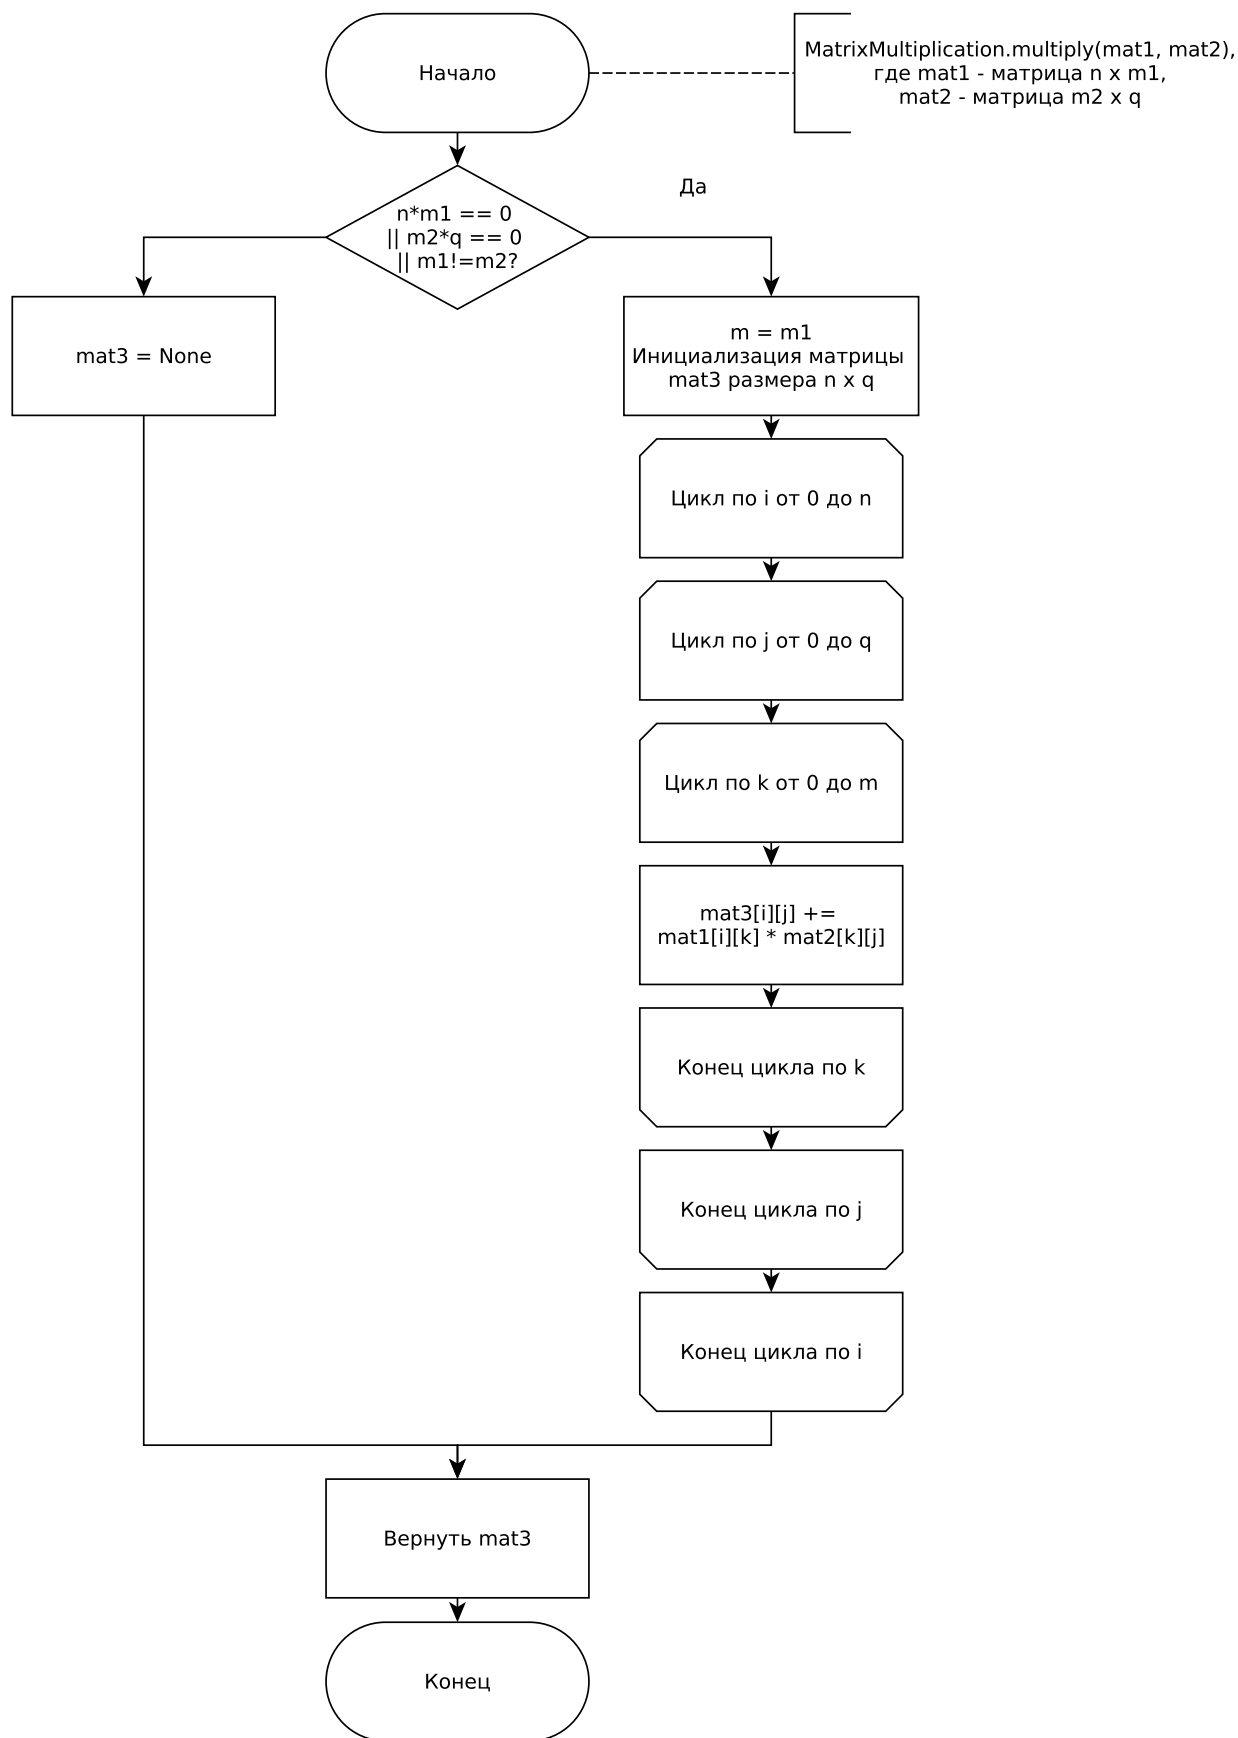 Начало
MatrixMultiplication.multiply(mat1, mat2),
где mat1 - матрица n x m1,
mat2 - матрица m2 x q
Да
n*m1 == 0
|| m2*q == 0
|| m1!=m2?
mat3 = None
m = m1
Инициализация матрицы
mat3 размера n x q
Цикл по i от 0 до n
Цикл по j от 0 до q
Цикл по k от 0 до m
mat3[i][j] +=
mat1[i][k] * mat2[k][j]
Конец цикла по k
Конец цикла по j
Конец цикла по i
Вернуть mat3
Конец